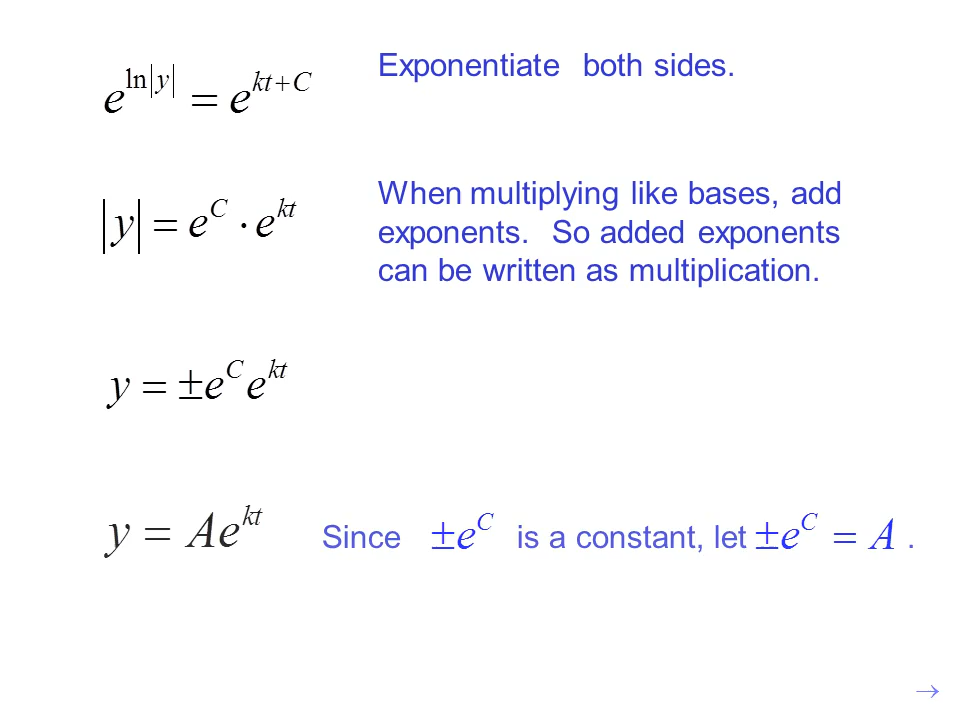 e^{ln|y|} = e^{kt+C} Exponentiate both sides.
|y| = e^C · e^{kt} When multiplying like bases, add
exponents. So added exponents
can be written as multiplication.
y = ±e^C e^{kt}
y = Ae^{kt} Since ±e^C is a constant, let ±e^C = A .
→